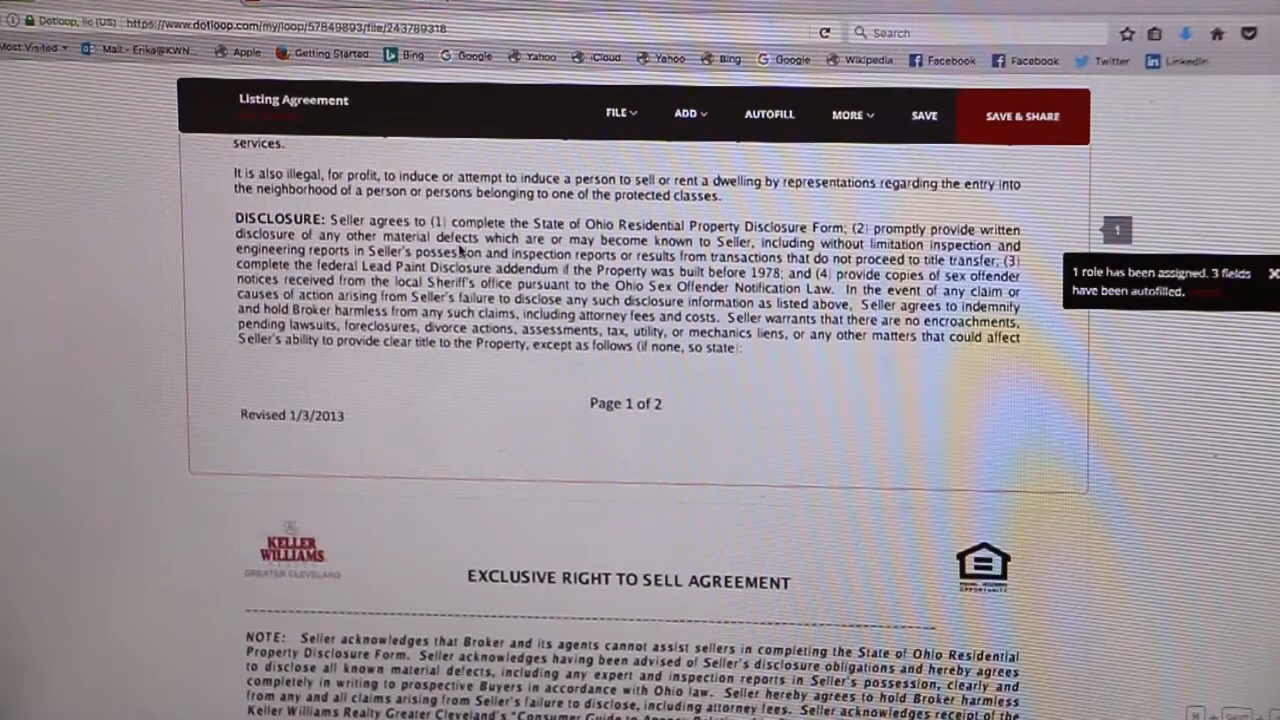 Dotloop, llc (US) https://www.dotloop.com/my/loop/57849893/file/243789318
Search
Most Visited Mail - Erika@KWN... Apple Getting Started Bing Google Yahoo iCloud Yahoo Bing Google Wikipedia Facebook Facebook Twitter LinkedIn
Listing Agreement
FILE ADD AUTOFILL MORE SAVE SAVE & SHARE
services.
It is also illegal, for profit, to induce or attempt to induce a person to sell or rent a dwelling by representations regarding the entry into
the neighborhood of a person or persons belonging to one of the protected classes.
DISCLOSURE: Seller agrees to (1) complete the State of Ohio Residential Property Disclosure Form; (2) promptly provide written
disclosure of any other material defects which are or may become known to Seller, including without limitation inspection and
engineering reports in Seller's possession and inspection reports or results from transactions that do not proceed to title transfer; (3)
complete the federal Lead Paint Disclosure addendum if the Property was built before 1978; and (4) provide copies of sex offender
notices received from the local Sheriff's office pursuant to the Ohio Sex Offender Notification Law. In the event of any claim or
causes of action arising from Seller's failure to disclose any such disclosure information as listed above, Seller agrees to indemnify
and hold Broker harmless from any such claims, including attorney fees and costs. Seller warrants that there are no encroachments,
pending lawsuits, foreclosures, divorce actions, assessments, tax, utility, or mechanics liens, or any other matters that could affect
Seller's ability to provide clear title to the Property, except as follows (if none, so state):
1
1 role has been assigned. 3 fields
have been autofilled.
Page 1 of 2
Revised 1/3/2013
KELLER
WILLIAMS
GREATER CLEVELAND
EXCLUSIVE RIGHT TO SELL AGREEMENT
EQUAL HOUSING
OPPORTUNITY
NOTE: Seller acknowledges that Broker and its agents cannot assist sellers in completing the State of Ohio Residential
Property Disclosure Form. Seller acknowledges having been advised of Seller's disclosure obligations and hereby agrees
to disclose all known material defects, including any expert and inspection reports in Seller's possession, clearly and
completely in writing to prospective Buyers in accordance with Ohio law. Seller hereby agrees to hold Broker harmless
from any and all claims arising from Seller's failure to disclose, including attorney fees. Seller acknowledges receipt of the
Keller Williams Realty Greater Cleveland's "Consumer Guide to Agency